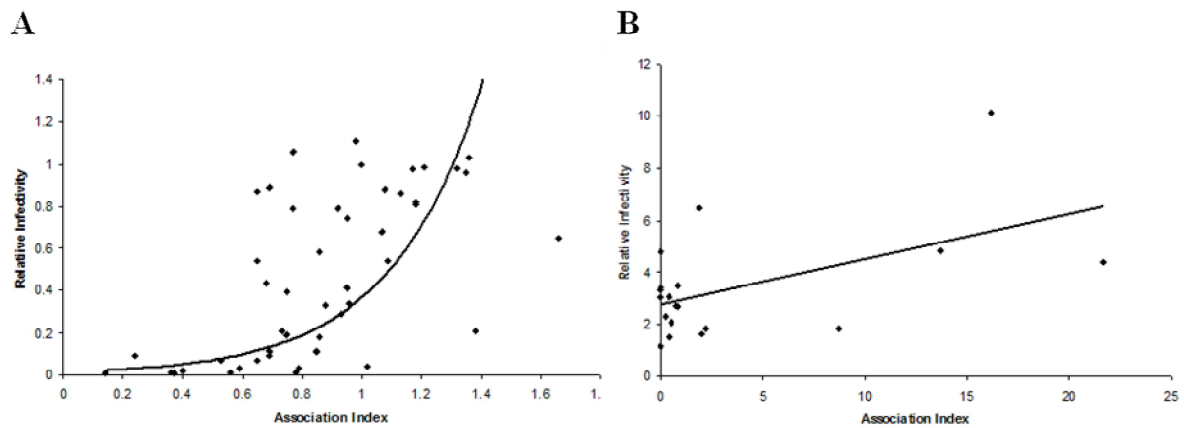 A
B
1.4
1.2
1
0.8
0.6
0.4
0.2
0
0 0.2 0.4 0.6 0.8 1 1.2 1.4 1.6 1.
Relative Infectivity
Association Index
12
10
8
6
4
2
0
0 5 10 15 20 25
Relative Infectivity
Association Index